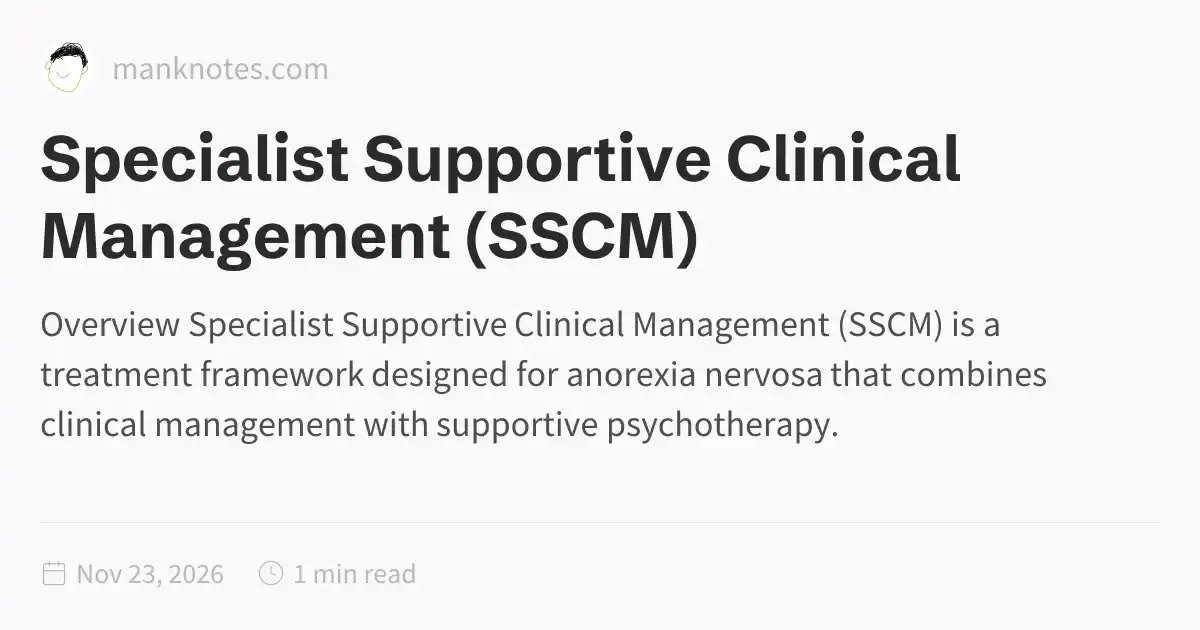 manknotes.com
Specialist Supportive Clinical
Management (SSCM)
Overview Specialist Supportive Clinical Management (SSCM) is a
treatment framework designed for anorexia nervosa that combines
clinical management with supportive psychotherapy.
Nov 23, 2026 1 min read